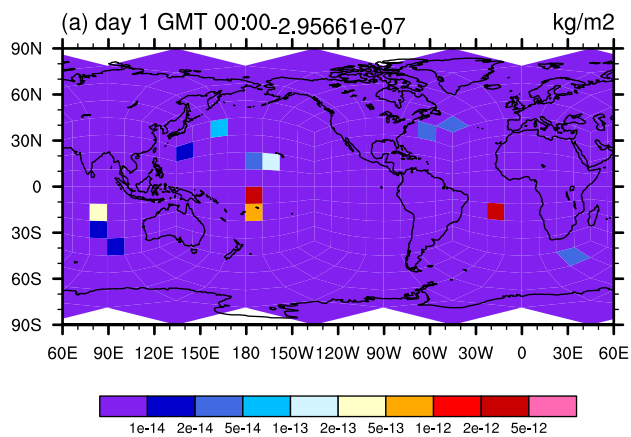 (a) day 1 GMT 00:00-2.95661e-07 kg/m2
90N
60N
30N
0
30S
60S
90S
60E 90E 120E 150E 180 150W 120W 90W 60W 30W 0 30E 60E
1e-14 2e-14 5e-14 1e-13 2e-13 5e-13 1e-12 2e-12 5e-12